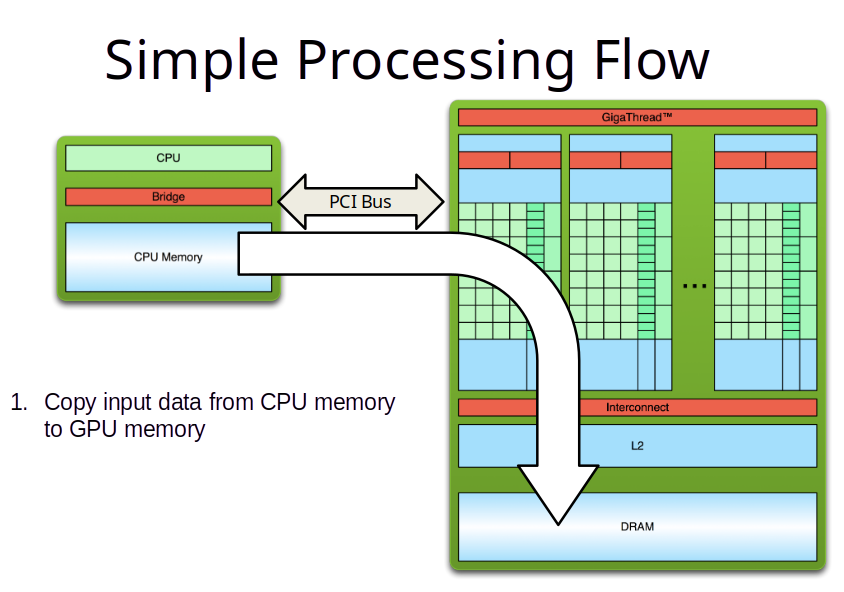 Simple Processing Flow
GigaThread™
CPU
Bridge
PCI Bus
CPU Memory
...
1. Copy input data from CPU memory
to GPU memory
Interconnect
L2
DRAM